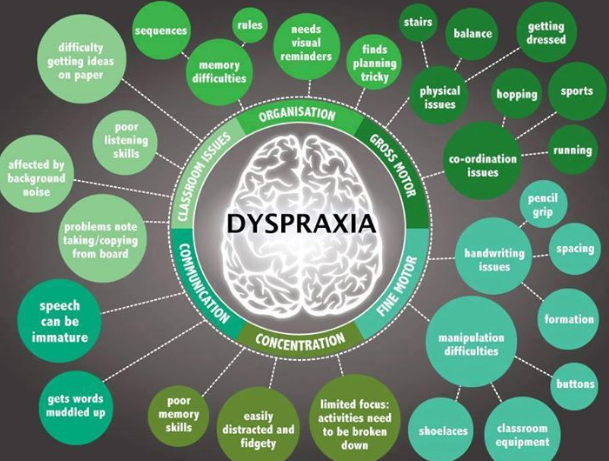 DYSPRAXIA
ORGANISATION
memory
difficulties
sequences
rules
needs
visual
reminders
finds
planning
tricky
GROSS MOTOR
physical
issues
stairs
balance
getting
dressed
co-ordination
issues
hopping
sports
running
FINE MOTOR
handwriting
issues
pencil
grip
spacing
formation
manipulation
difficulties
buttons
classroom
equipment
shoelaces
CONCENTRATION
limited focus:
activities need
to be broken
down
easily
distracted and
fidgety
poor
memory
skills
COMMUNICATION
gets words
muddled up
speech
can be
immature
CLASSROOM ISSUES
problems note
taking/copying
from board
affected by
background
noise
poor
listening
skills
difficulty
getting ideas
on paper